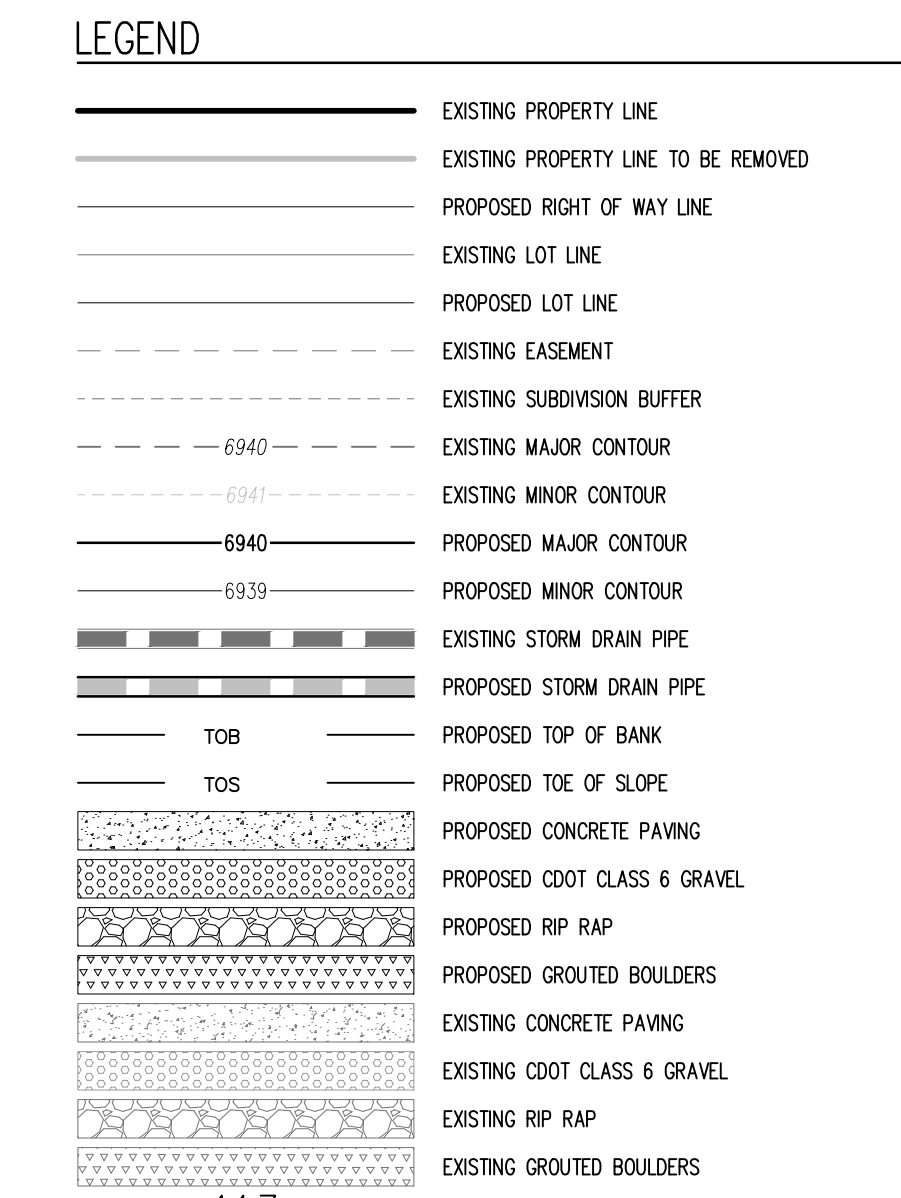 LEGEND
EXISTING PROPERTY LINE
EXISTING PROPERTY LINE TO BE REMOVED
PROPOSED RIGHT OF WAY LINE
EXISTING LOT LINE
PROPOSED LOT LINE
EXISTING EASEMENT
EXISTING SUBDIVISION BUFFER
6940 EXISTING MAJOR CONTOUR
6941 EXISTING MINOR CONTOUR
6940 PROPOSED MAJOR CONTOUR
6939 PROPOSED MINOR CONTOUR
EXISTING STORM DRAIN PIPE
PROPOSED STORM DRAIN PIPE
TOB PROPOSED TOP OF BANK
TOS PROPOSED TOE OF SLOPE
PROPOSED CONCRETE PAVING
PROPOSED CDOT CLASS 6 GRAVEL
PROPOSED RIP RAP
PROPOSED GROUTED BOULDERS
EXISTING CONCRETE PAVING
EXISTING CDOT CLASS 6 GRAVEL
EXISTING RIP RAP
EXISTING GROUTED BOULDERS